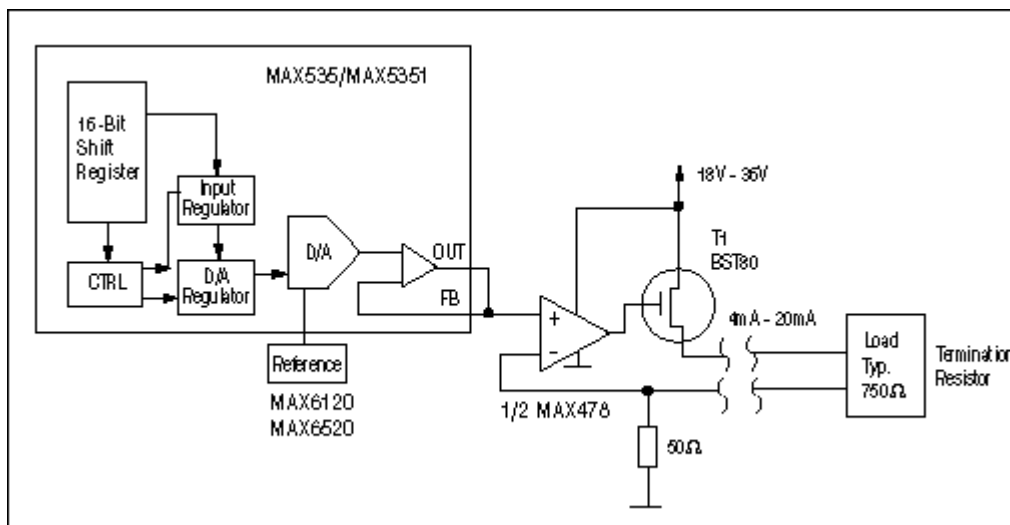 MAX535/MAX5351
16-Bit
Shift
Register
Input
Regulator
CTRL
D/A
Regulator
D/A
OUT
FB
Reference
MAX6120
MAX6520
+
−
1/2 MAX478
18V - 36V
T1
BST80
4mA - 20mA
50Ω
Load
Typ.
750Ω
Termination
Resistor